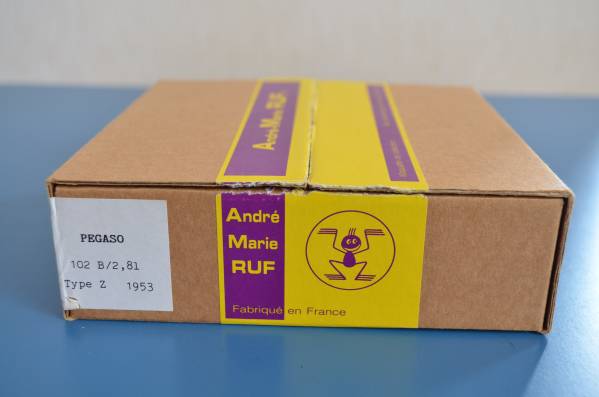 André-Marie RUF
PEGASO
102 B/2,81
Type Z 1953
André
Marie
RUF
Fabriqué en France